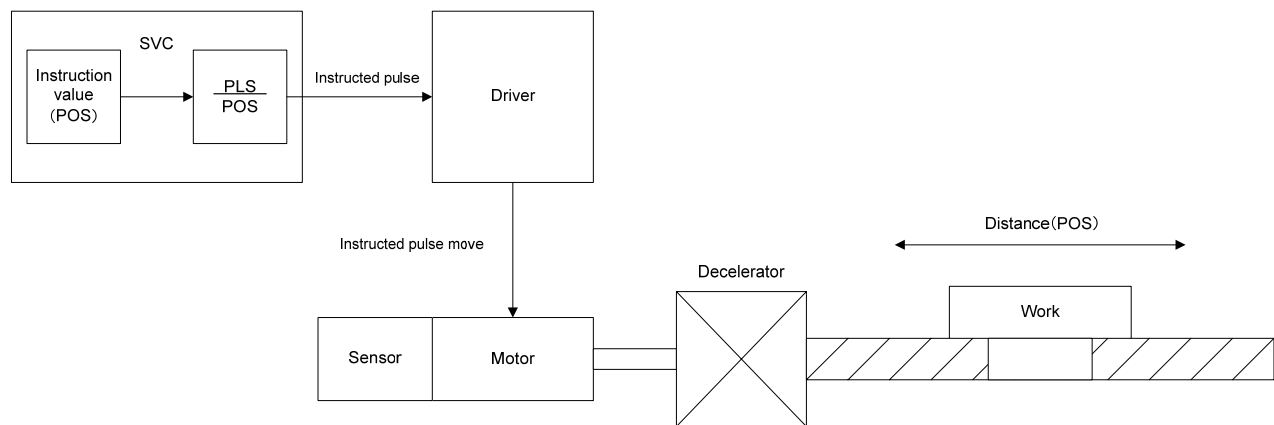 SVC
Instruction
value
(POS)
PLS
POS
Instructed pulse
Driver
Instructed pulse move
Distance(POS)
Decelerator
Work
Sensor
Motor